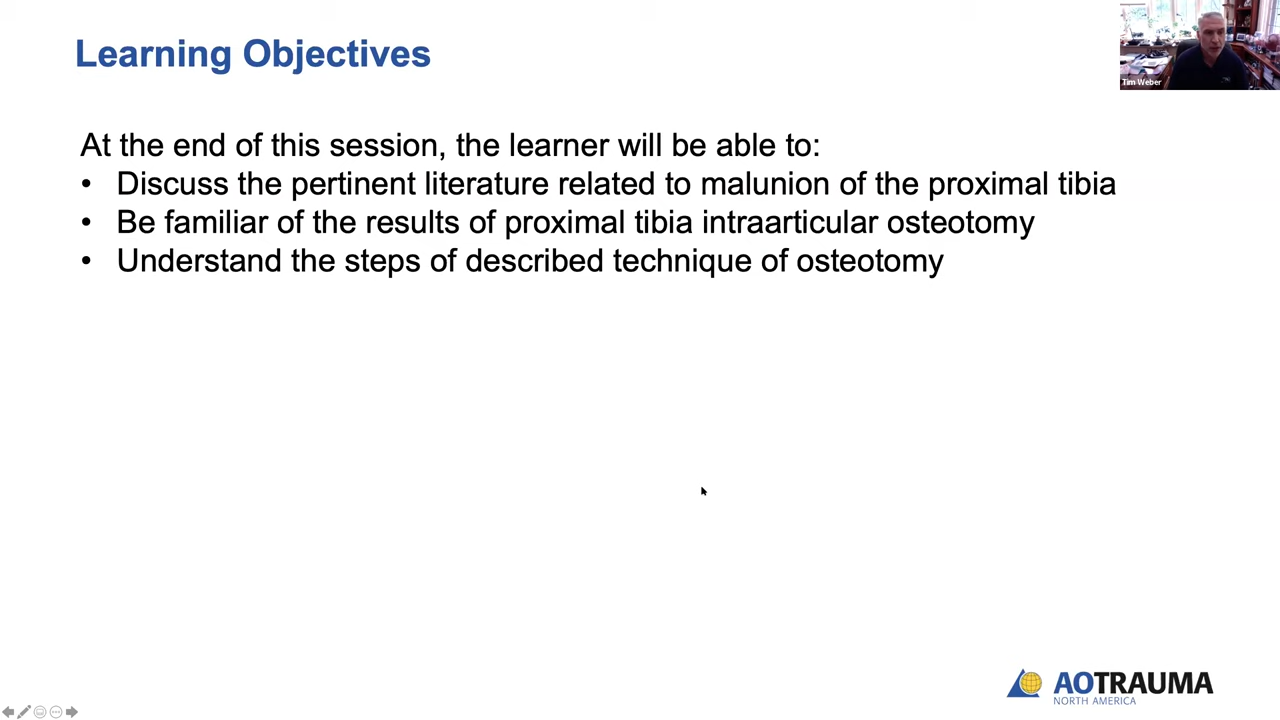 Learning Objectives
Tim Weber
At the end of this session, the learner will be able to:
• Discuss the pertinent literature related to malunion of the proximal tibia
• Be familiar of the results of proximal tibia intraarticular osteotomy
• Understand the steps of described technique of osteotomy
AOTRAUMA
NORTH AMERICA